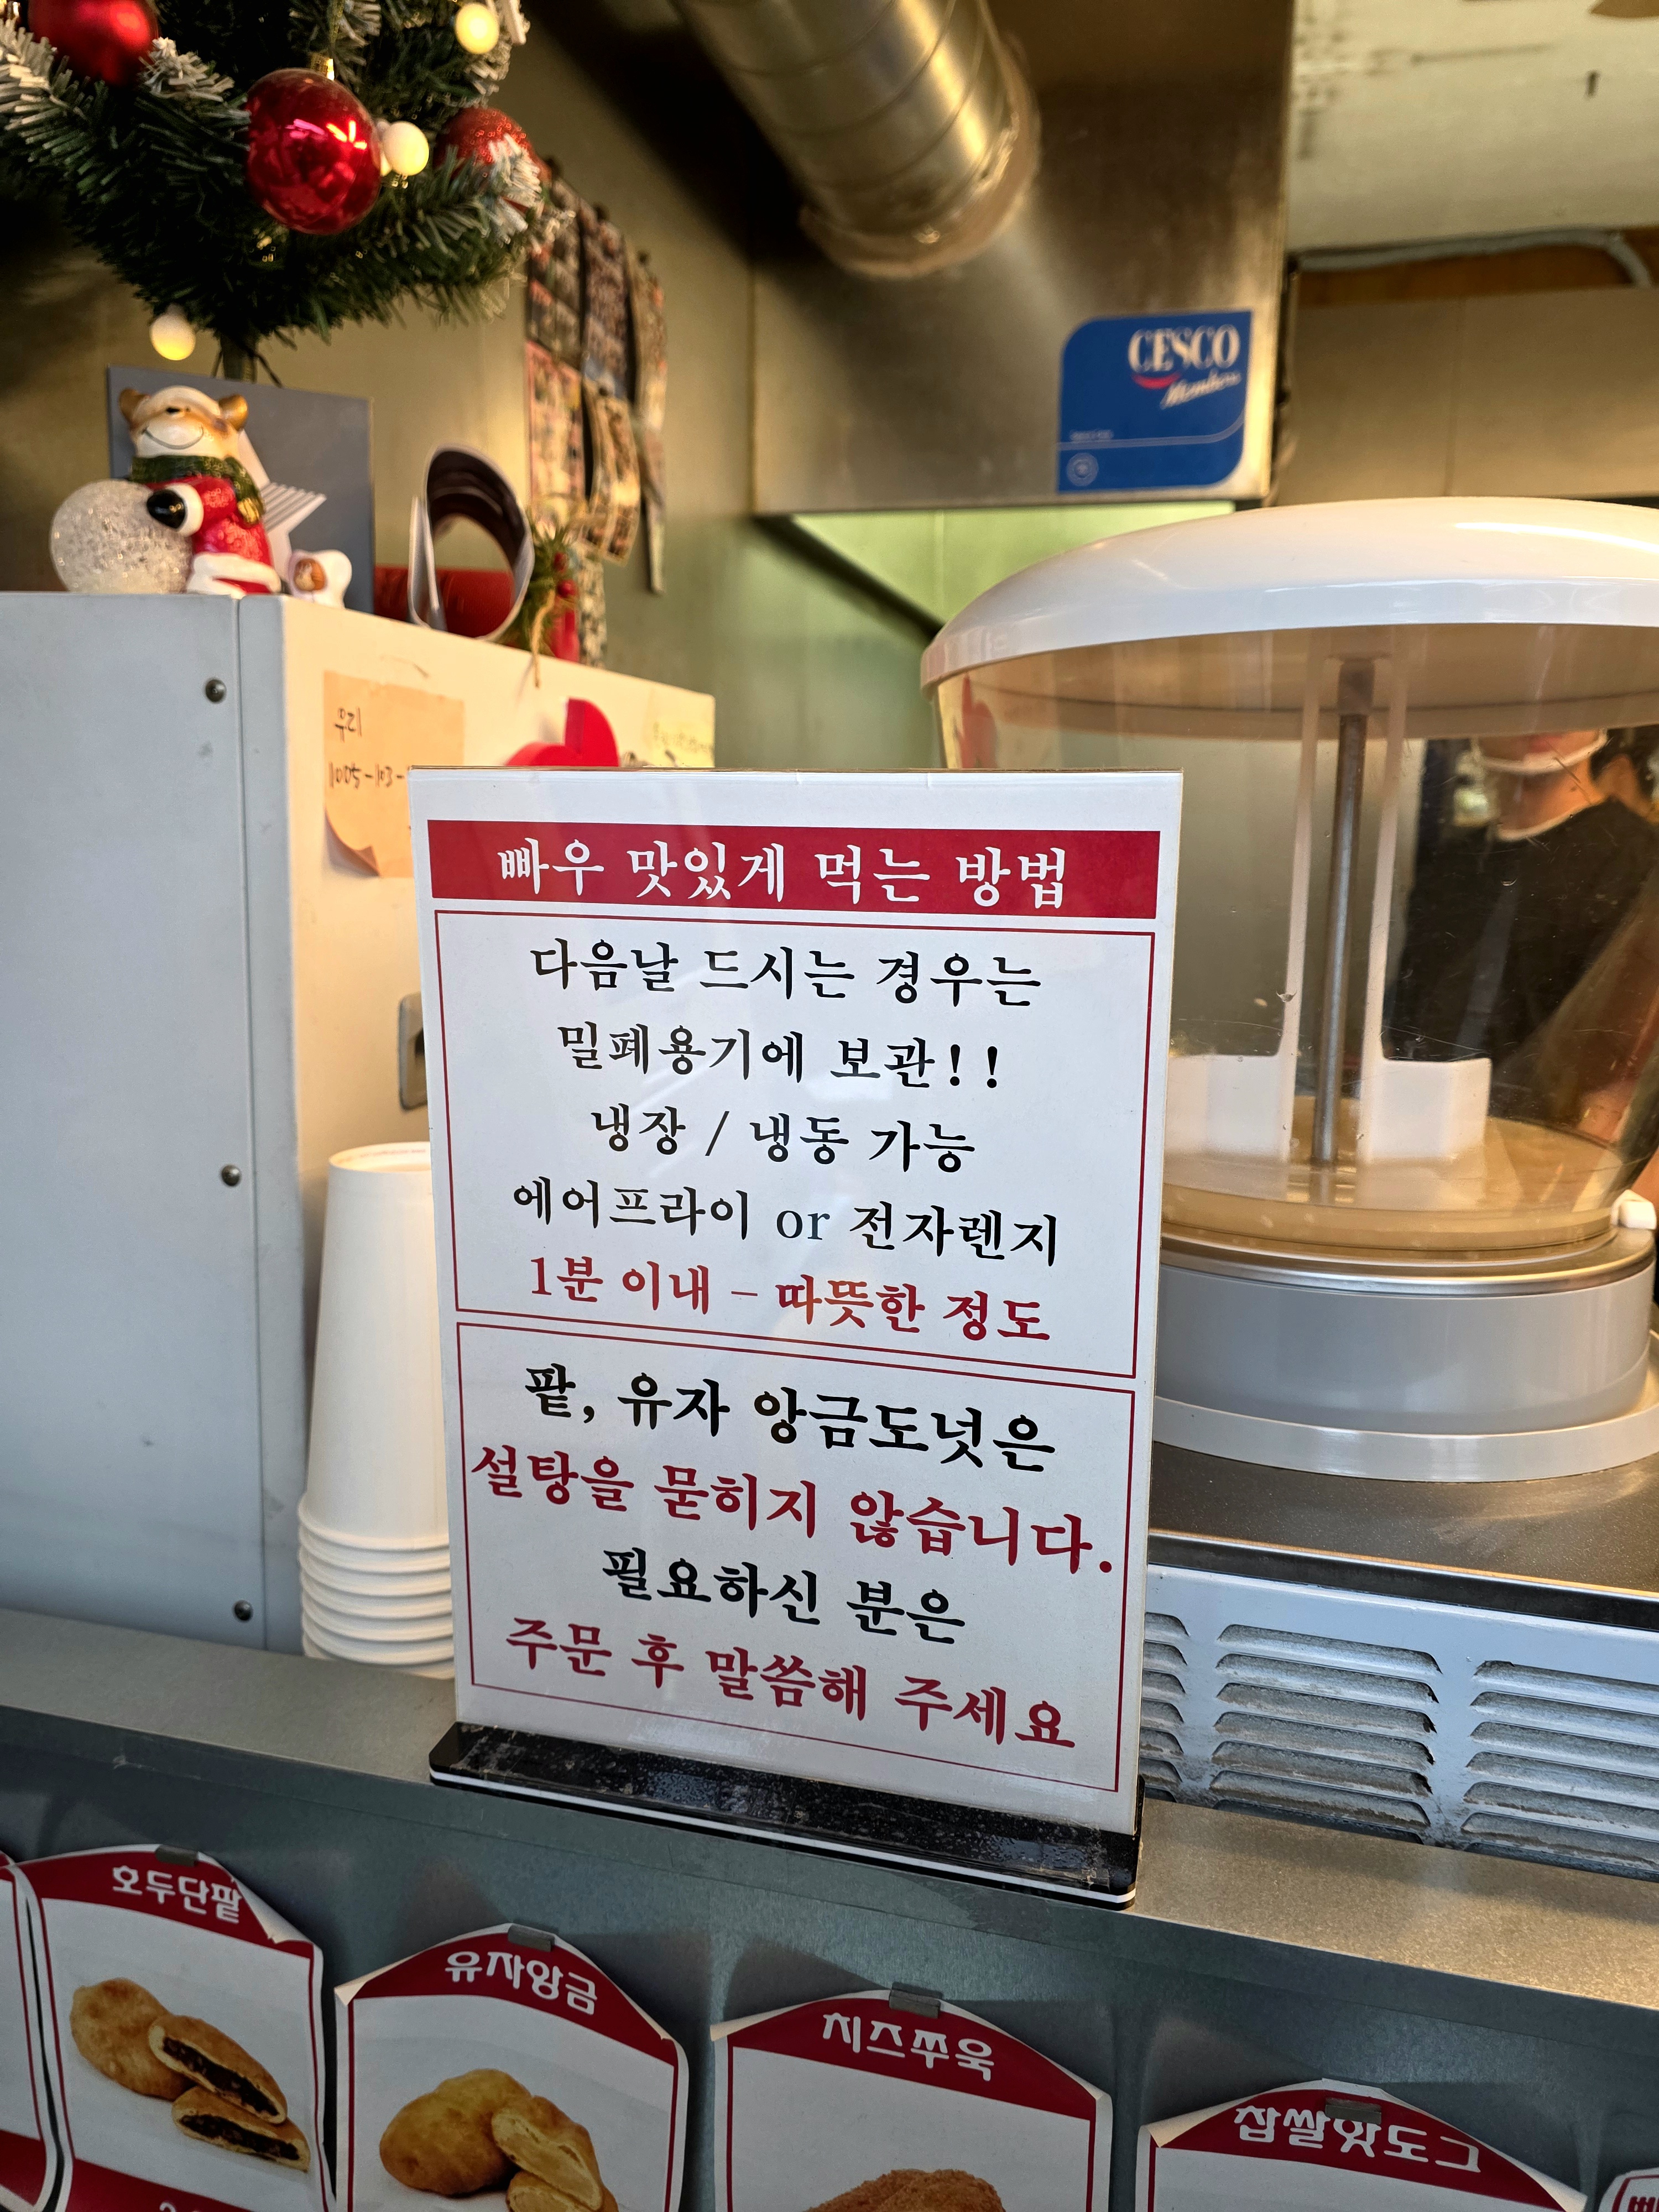 CESCO
Members
우리
1005-103-
빠우 맛있게 먹는 방법
다음날 드시는 경우는
밀폐용기에 보관!!
냉장 / 냉동 가능
에어프라이 or 전자렌지
1분 이내 - 따뜻한 정도
팥, 유자 앙금도넛은
설탕을 묻히지 않습니다.
필요하신 분은
주문 후 말씀해 주세요
호두단팥
유자앙금
치즈쭈욱
찹쌀핫도그